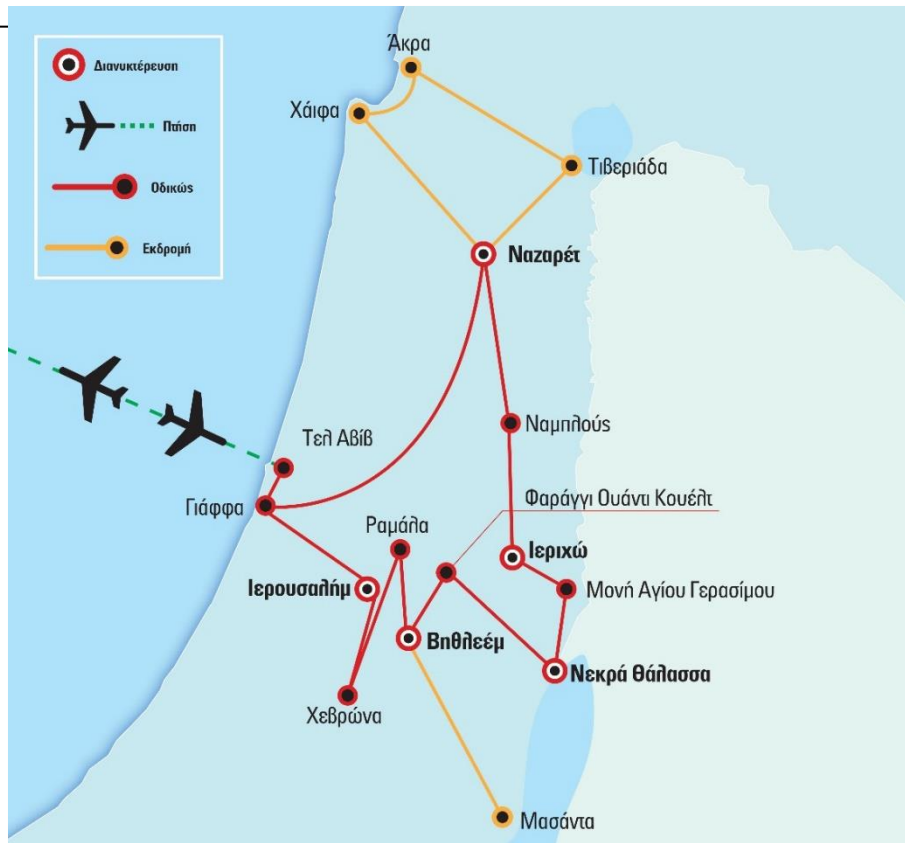 Διανυκτέρευση
Πτήση
Οδικώς
Εκδρομή
Άκρα
Χάιφα
Τιβεριάδα
Ναζαρέτ
Ναμπλούς
Τελ Αβίβ
Φαράγγι Ουάντι Κουέλτ
Γιάφφα
Ραμάλα
Ιεριχώ
Ιερουσαλήμ
Μονή Αγίου Γερασίμου
Βηθλεέμ
Νεκρά Θάλασσα
Χεβρώνα
Μασάντα